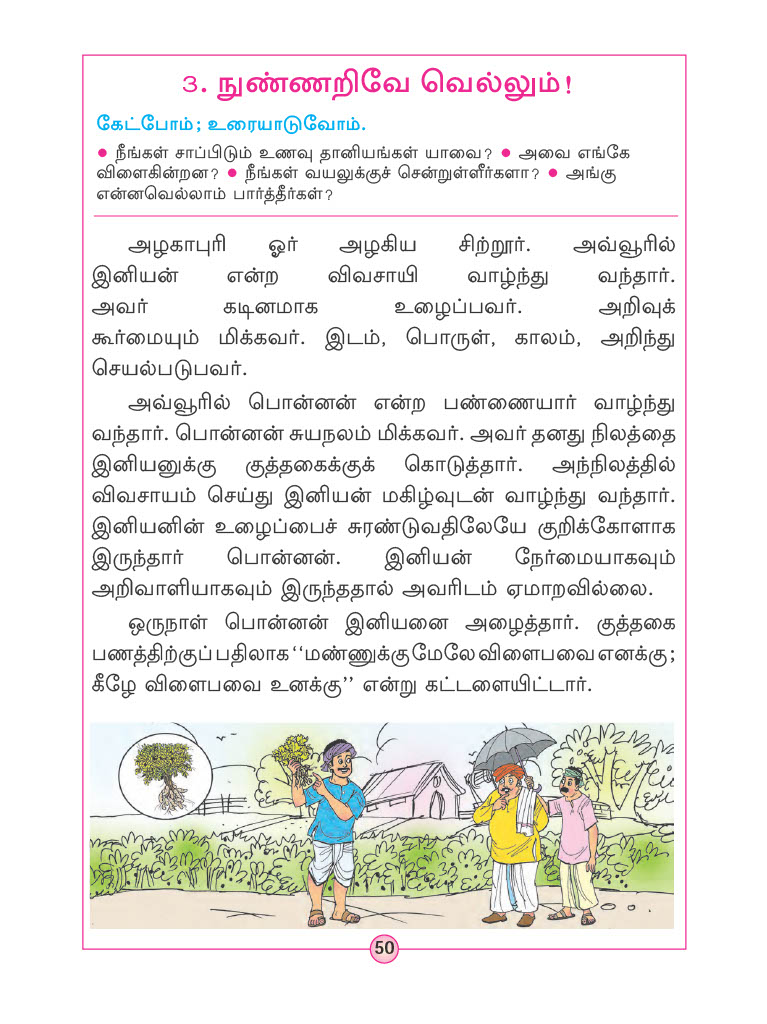 3. நுண்ணறிவே வெல்லும்!
கேட்போம்; உரையாடுவோம்.
● நீங்கள் சாப்பிடும் உணவு தானியங்கள் யாவை? ● அவை எங்கே
விளைகின்றன? ● நீங்கள் வயலுக்குச் சென்றுள்ளீர்களா? ● அங்கு
என்னவெல்லாம் பார்த்தீர்கள்?
அழகாபுரி ஓர் அழகிய சிற்றூர். அவ்வூரில்
இனியன் என்ற விவசாயி வாழ்ந்து வந்தார்.
அவர் கடினமாக உழைப்பவர். அறிவுக்
கூர்மையும் மிக்கவர். இடம், பொருள், காலம், அறிந்து
செயல்படுபவர்.
அவ்வூரில் பொன்னன் என்ற பண்ணையார் வாழ்ந்து
வந்தார். பொன்னன் சுயநலம் மிக்கவர். அவர் தனது நிலத்தை
இனியனுக்கு குத்தகைக்குக் கொடுத்தார். அந்நிலத்தில்
விவசாயம் செய்து இனியன் மகிழ்வுடன் வாழ்ந்து வந்தார்.
இனியனின் உழைப்பைச் சுரண்டுவதிலேயே குறிக்கோளாக
இருந்தார் பொன்னன். இனியன் நேர்மையாகவும்
அறிவாளியாகவும் இருந்ததால் அவரிடம் ஏமாறவில்லை.
ஒருநாள் பொன்னன் இனியனை அழைத்தார். குத்தகை
பணத்திற்குப் பதிலாக ‘‘மண்ணுக்கு மேலே விளைபவை எனக்கு;
கீழே விளைபவை உனக்கு’’ என்று கட்டளையிட்டார்.
50